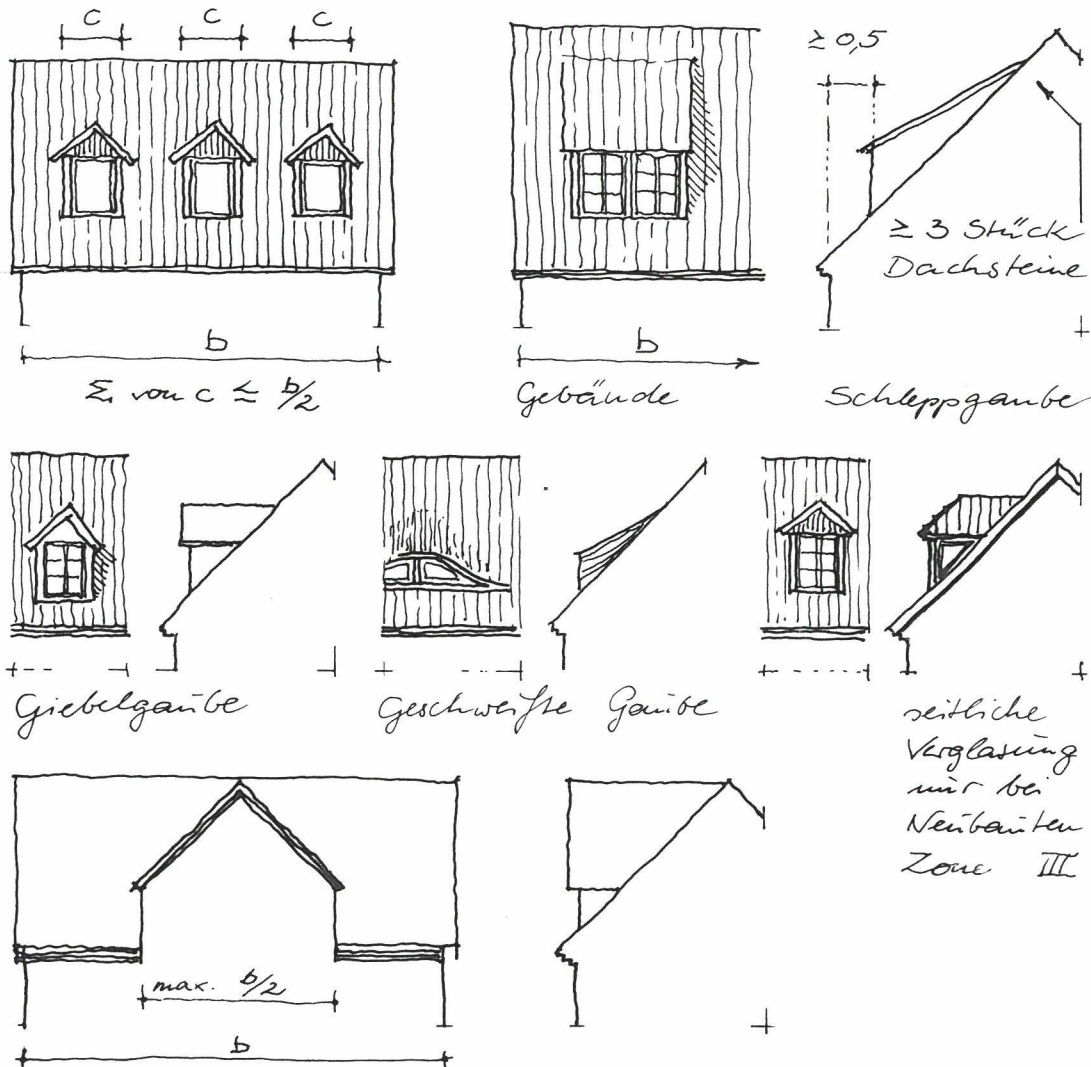 c c c
≥ 0,5
≥ 3 Stück
Dachsteine
b
b
Σ von c ≤ b/2
Gebäude
Schleppgaube
Giebelgaube
Geschweifte Gaube
seitliche
Verglasung
nur bei
Neubauten
Zone III
max. b/2
b